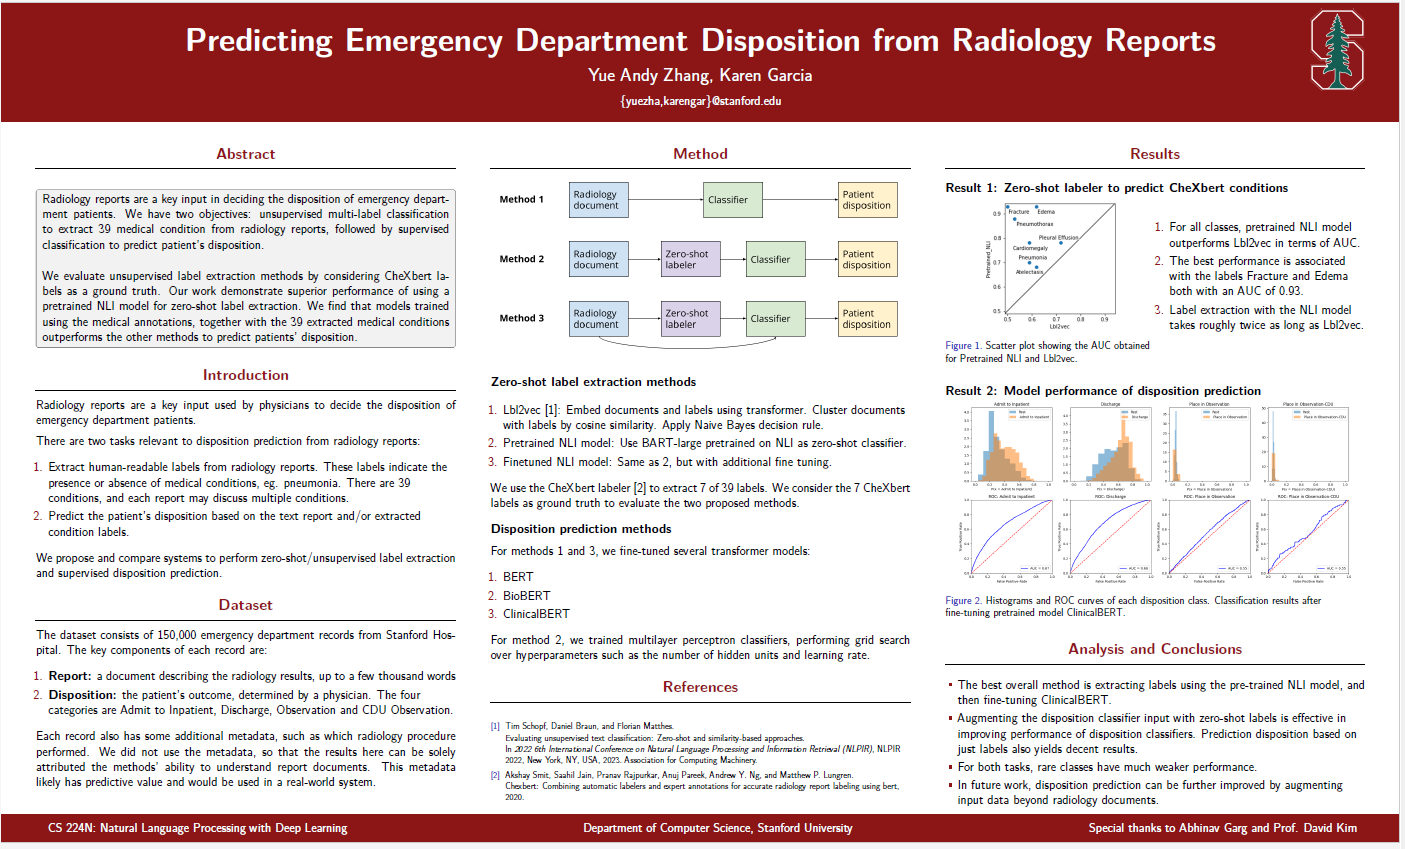 Predicting Emergency Department Disposition from Radiology Reports
Yue Andy Zhang, Karen Garcia
{yuezha,karengar}@stanford.edu
Abstract
Radiology reports are a key input in deciding the disposition of emergency depart-
ment patients. We have two objectives: unsupervised multi-label classification
to extract 39 medical condition from radiology reports, followed by supervised
classification to predict patient's disposition.
We evaluate unsupervised label extraction methods by considering CheXbert la-
bels as a ground truth. Our work demonstrate superior performance of using a
pretrained NLI model for zero-shot label extraction. We find that models trained
using the medical annotations, together with the 39 extracted medical conditions
outperforms the other methods to predict patients' disposition.
Introduction
Radiology reports are a key input used by physicians to decide the disposition of
emergency department patients.
There are two tasks relevant to disposition prediction from radiology reports:
1. Extract human-readable labels from radiology reports. These labels indicate the
presence or absence of medical conditions, eg. pneumonia. There are 39
conditions, and each report may discuss multiple conditions.
2. Predict the patient's disposition based on the text report and/or extracted
condition labels.
We propose and compare systems to perform zero-shot/unsupervised label extraction
and supervised disposition prediction.
Dataset
The dataset consists of 150,000 emergency department records from Stanford Hos-
pital. The key components of each record are:
1. Report: a document describing the radiology results, up to a few thousand words
2. Disposition: the patient's outcome, determined by a physician. The four
categories are Admit to Inpatient, Discharge, Observation and CDU Observation.
Each record also has some additional metadata, such as which radiology procedure
performed. We did not use the metadata, so that the results here can be solely
attributed the methods' ability to understand report documents. This metadata
likely has predictive value and would be used in a real-world system.
Method
Method 1
Radiology
document
Classifier
Patient
disposition
Method 2
Radiology
document
Zero-shot
labeler
Classifier
Patient
disposition
Method 3
Radiology
document
Zero-shot
labeler
Classifier
Patient
disposition
Zero-shot label extraction methods
1. Lbl2vec [1]: Embed documents and labels using transformer. Cluster documents
with labels by cosine similarity. Apply Naive Bayes decision rule.
2. Pretrained NLI model: Use BART-large pretrained on NLI as zero-shot classifier.
3. Finetuned NLI model: Same as 2, but with additional fine tuning.
We use the CheXbert labeler [2] to extract 7 of 39 labels. We consider the 7 CheXbert
labels as ground truth to evaluate the two proposed methods.
Disposition prediction methods
For methods 1 and 3, we fine-tuned several transformer models:
1. BERT
2. BioBERT
3. ClinicalBERT
For method 2, we trained multilayer perceptron classifiers, performing grid search
over hyperparameters such as the number of hidden units and learning rate.
References
[1] Tim Schopf, Daniel Braun, and Florian Matthes.
Evaluating unsupervised text classification: Zero-shot and similarity-based approaches.
In 2022 6th International Conference on Natural Language Processing and Information Retrieval (NLPIR), NLPIR
2022, New York, NY, USA, 2023. Association for Computing Machinery.
[2] Akshay Smit, Saahil Jain, Pranav Rajpurkar, Anuj Pareek, Andrew Y. Ng, and Matthew P. Lungren.
Chexbert: Combining automatic labelers and expert annotations for accurate radiology report labeling using bert,
2020.
Results
Result 1: Zero-shot labeler to predict CheXbert conditions
Pretrained_NLI
0.9
0.8
0.7
0.6
0.5
Fracture
Edema
Pneumothorax
Pleural Effusion
Cardiomegaly
Pneumonia
Atelectasis
0.5 0.6 0.7 0.8 0.9
Lbl2vec
Figure 1. Scatter plot showing the AUC obtained
for Pretrained NLI and Lbl2vec.
1. For all classes, pretrained NLI model
outperforms Lbl2vec in terms of AUC.
2. The best performance is associated
with the labels Fracture and Edema
both with an AUC of 0.93.
3. Label extraction with the NLI model
takes roughly twice as long as Lbl2vec.
Result 2: Model performance of disposition prediction
Admit to Inpatient
Discharge
Place in Observation
Place in Observation-CDU
ROC: Admit to Inpatient
ROC: Discharge
ROC: Place in Observation
ROC: Place in Observation-CDU
False Positive Rate
False Positive Rate
False Positive Rate
False Positive Rate
Figure 2. Histograms and ROC curves of each disposition class. Classification results after
fine-tuning pretrained model ClinicalBERT.
Analysis and Conclusions
▪ The best overall method is extracting labels using the pre-trained NLI model, and
then fine-tuning ClinicalBERT.
▪ Augmenting the disposition classifier input with zero-shot labels is effective in
improving performance of disposition classifiers. Prediction disposition based on
just labels also yields decent results.
▪ For both tasks, rare classes have much weaker performance.
▪ In future work, disposition prediction can be further improved by augmenting
input data beyond radiology documents.
CS 224N: Natural Language Processing with Deep Learning
Department of Computer Science, Stanford University
Special thanks to Abhinav Garg and Prof. David Kim